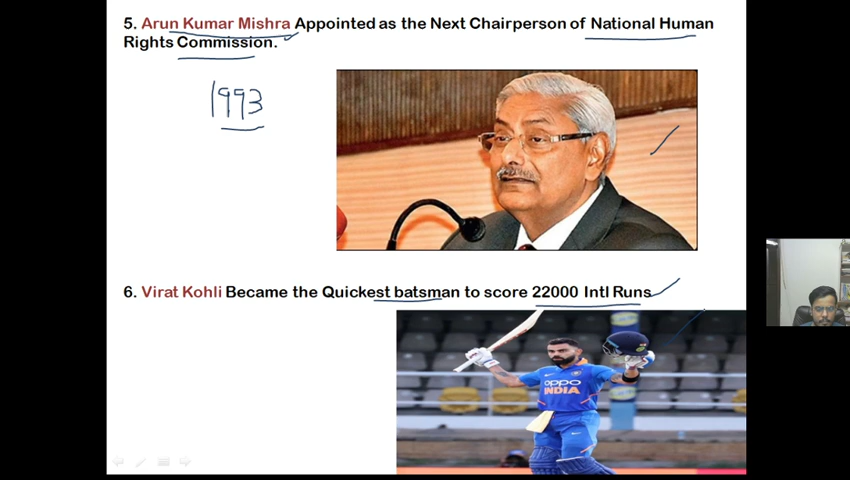 5. Arun Kumar Mishra Appointed as the Next Chairperson of National Human
Rights Commission.
1993
6. Virat Kohli Became the Quickest batsman to score 22000 Intl Runs
oppo
INDIA